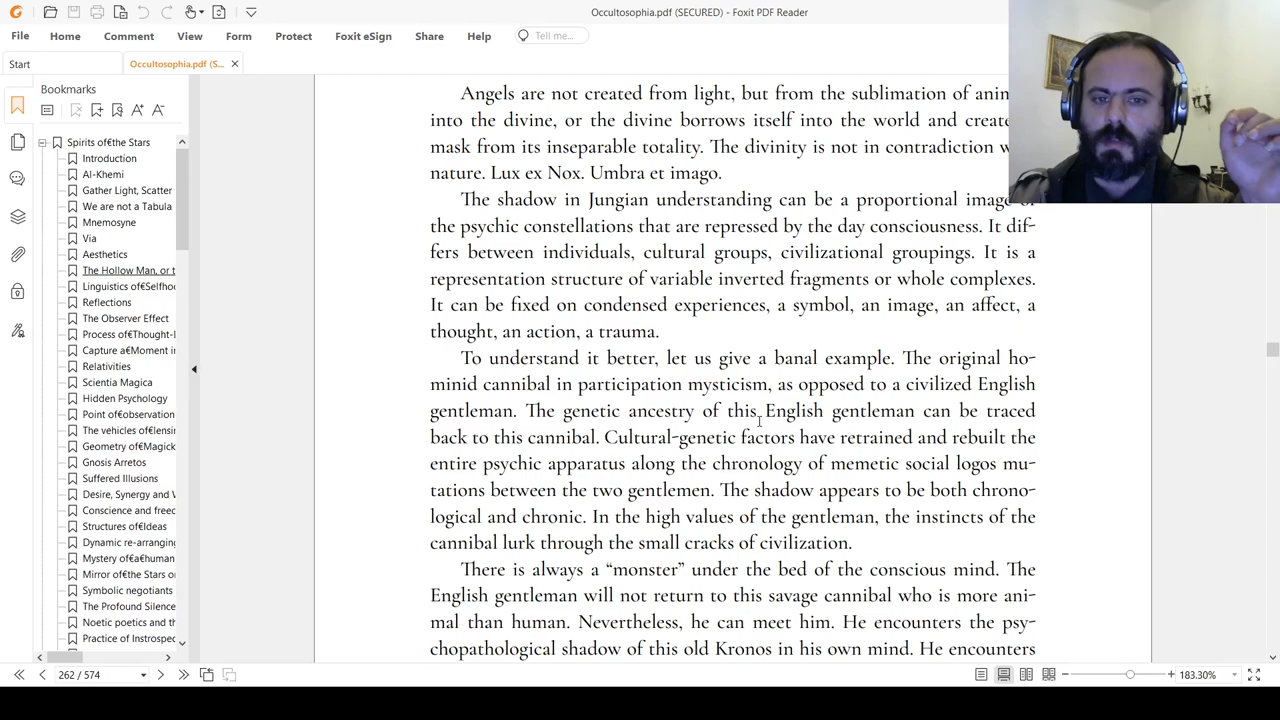 Occultosophia.pdf (SECURED) - Foxit PDF Reader
File Home Comment View Form Protect Foxit eSign Share Help Tell me...
Start
Occultosophia.pdf (S...
Bookmarks
Spirits of€the Stars
Introduction
Al-Khemi
Gather Light, Scatter
We are not a Tabula
Mnemosyne
Via
Aesthetics
The Hollow Man, or t
Linguistics of€Selfhoo
Reflections
The Observer Effect
Process of€Thought-l
Capture a€Moment in
Relativities
Scientia Magica
Hidden Psychology
Point of€observation
The vehicles of€lensin
Geometry of€Magick
Gnosis Arretos
Suffered Illusions
Desire, Synergy and V
Conscience and freed
Structures of€Ideas
Dynamic re-arranging
Mystery of€a€human
Mirror of€the Stars or
Symbolic negotiants
The Profound Silence
Noetic poetics and th
Practice of Instrospec
Angels are not created from light, but from the sublimation of anim
into the divine, or the divine borrows itself into the world and create
mask from its inseparable totality. The divinity is not in contradiction w
nature. Lux ex Nox. Umbra et imago.
The shadow in Jungian understanding can be a proportional image of
the psychic constellations that are repressed by the day consciousness. It dif-
fers between individuals, cultural groups, civilizational groupings. It is a
representation structure of variable inverted fragments or whole complexes.
It can be fixed on condensed experiences, a symbol, an image, an affect, a
thought, an action, a trauma.
To understand it better, let us give a banal example. The original ho-
minid cannibal in participation mysticism, as opposed to a civilized English
gentleman. The genetic ancestry of this English gentleman can be traced
back to this cannibal. Cultural-genetic factors have retrained and rebuilt the
entire psychic apparatus along the chronology of memetic social logos mu-
tations between the two gentlemen. The shadow appears to be both chrono-
logical and chronic. In the high values of the gentleman, the instincts of the
cannibal lurk through the small cracks of civilization.
There is always a “monster” under the bed of the conscious mind. The
English gentleman will not return to this savage cannibal who is more ani-
mal than human. Nevertheless, he can meet him. He encounters the psy-
chopathological shadow of this old Kronos in his own mind. He encounters
262 / 574
183.30%